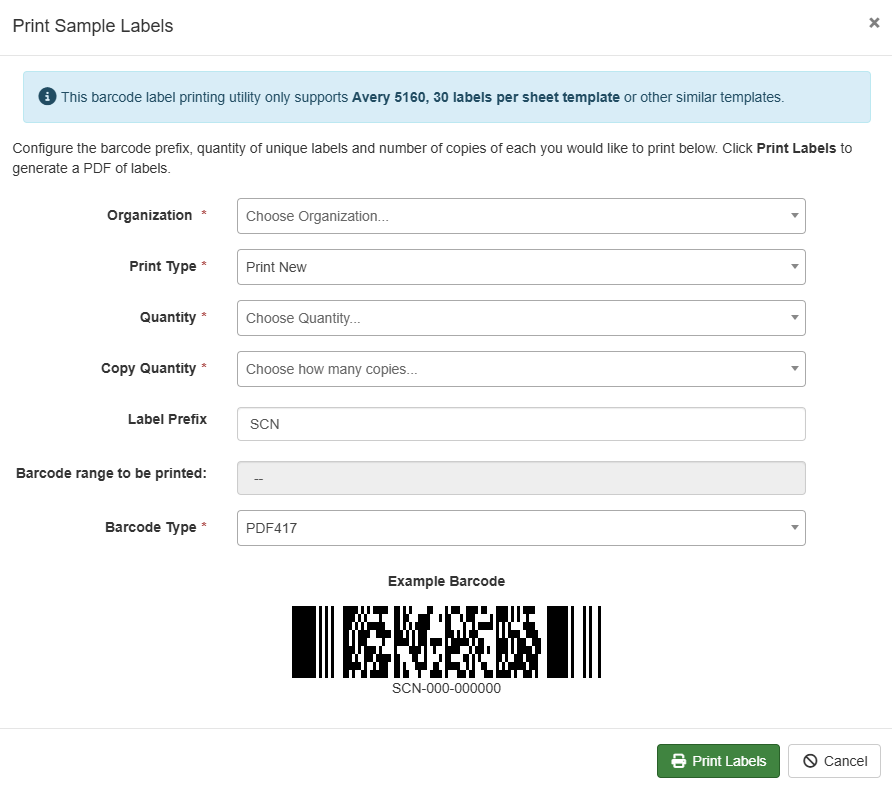 Print Sample Labels ×
This barcode label printing utility only supports Avery 5160, 30 labels per sheet template or other similar templates.
Configure the barcode prefix, quantity of unique labels and number of copies of each you would like to print below. Click Print Labels to
generate a PDF of labels.
Organization * Choose Organization...
Print Type * Print New
Quantity * Choose Quantity...
Copy Quantity * Choose how many copies...
Label Prefix SCN
Barcode range to be printed: --
Barcode Type * PDF417
Example Barcode
SCN-000-000000
Print Labels Cancel